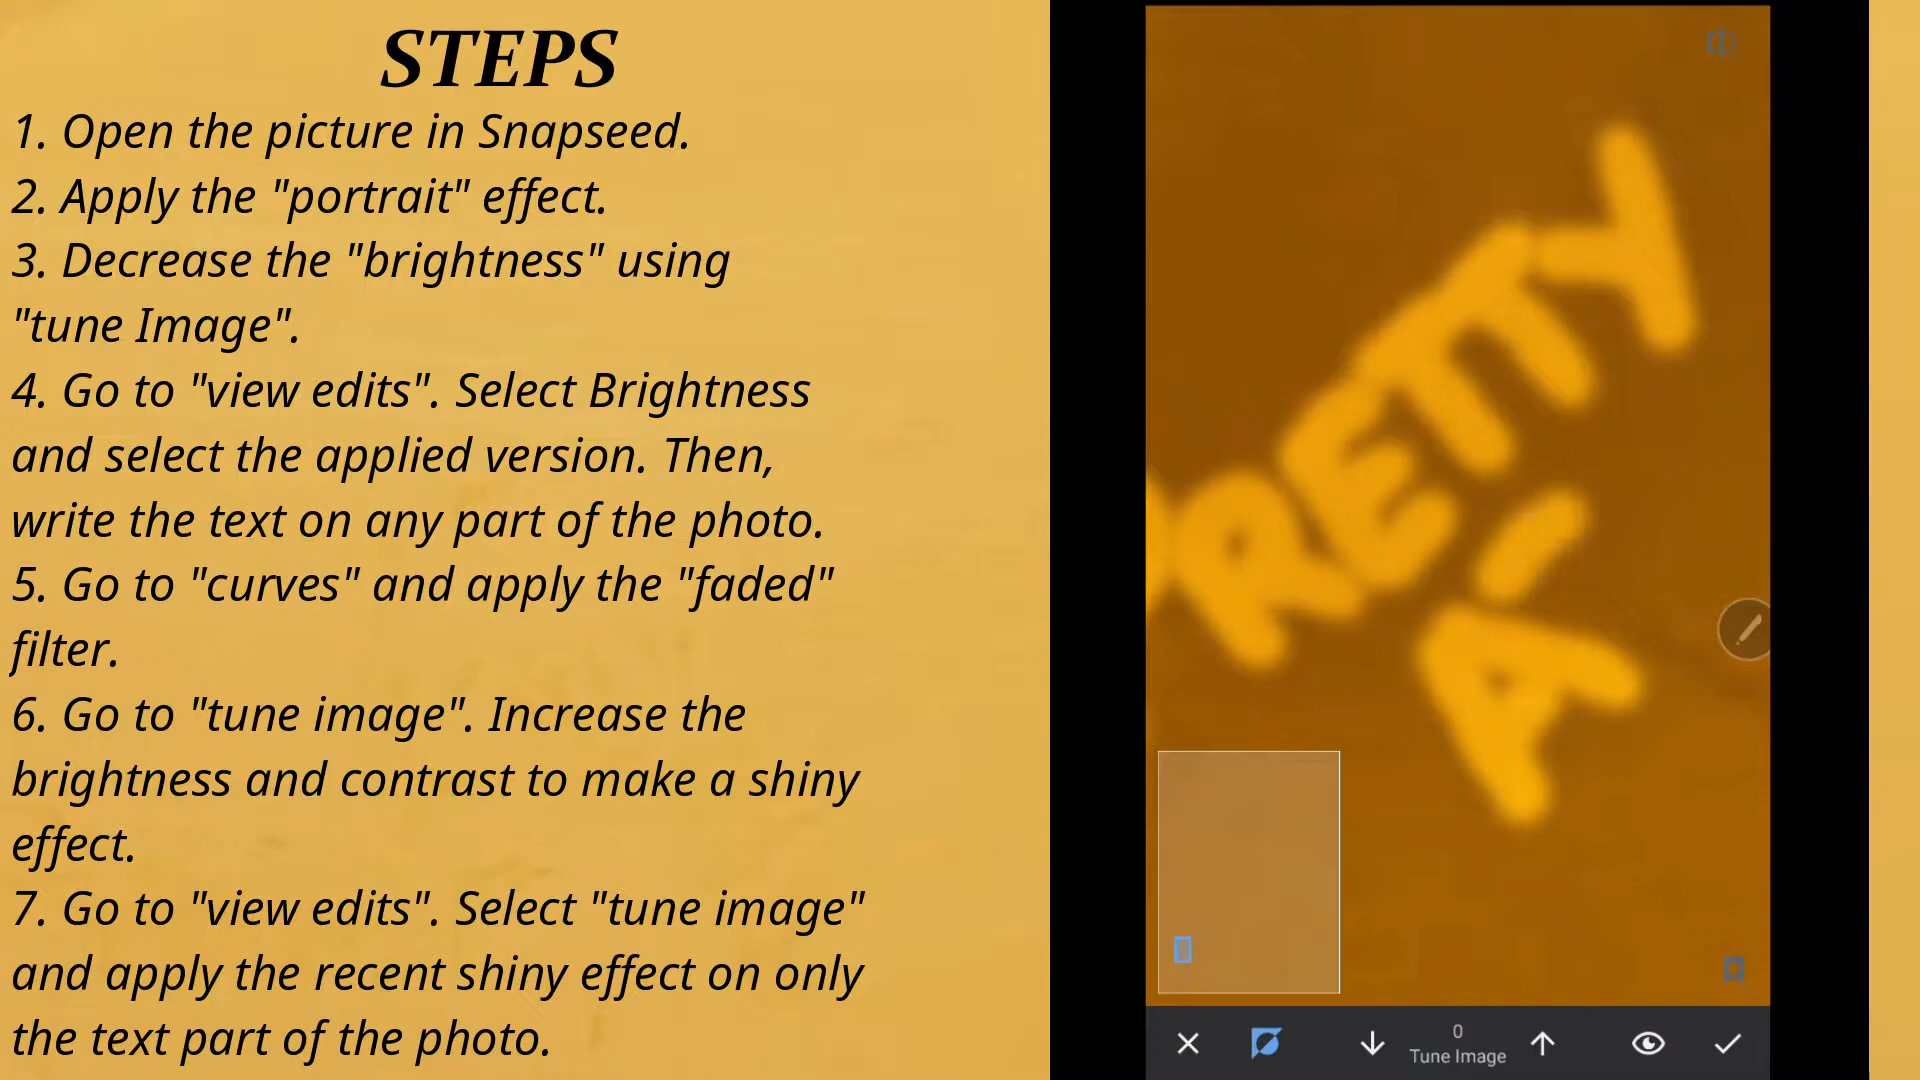 STEPS
1. Open the picture in Snapseed.
2. Apply the "portrait" effect.
3. Decrease the "brightness" using
"tune Image".
4. Go to "view edits". Select Brightness
and select the applied version. Then,
write the text on any part of the photo.
5. Go to "curves" and apply the "faded"
filter.
6. Go to "tune image". Increase the
brightness and contrast to make a shiny
effect.
7. Go to "view edits". Select "tune image"
and apply the recent shiny effect on only
the text part of the photo.
RETTY
A
0
Tune Image